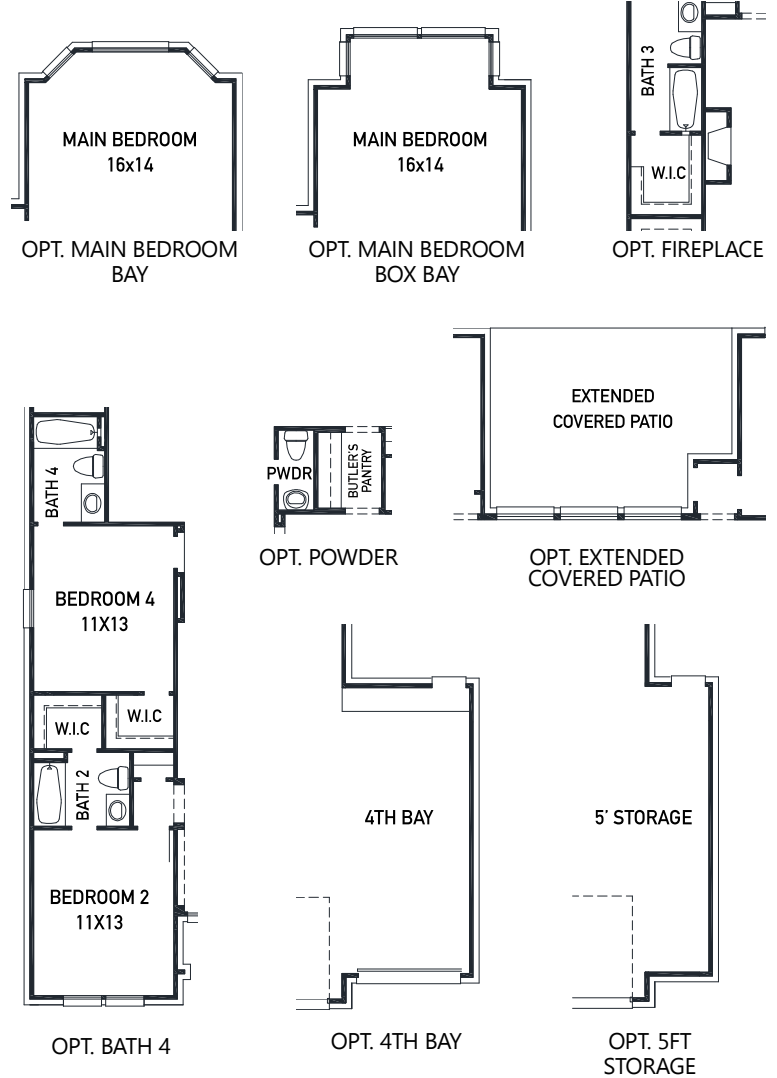 MAIN BEDROOM
16x14
OPT. MAIN BEDROOM
BAY
MAIN BEDROOM
16x14
OPT. MAIN BEDROOM
BOX BAY
BATH 3
W.I.C
OPT. FIREPLACE
BATH 4
BEDROOM 4
11X13
W.I.C
W.I.C
BATH 2
BEDROOM 2
11X13
OPT. BATH 4
PWDR
BUTLER'S
PANTRY
OPT. POWDER
EXTENDED
COVERED PATIO
OPT. EXTENDED
COVERED PATIO
4TH BAY
OPT. 4TH BAY
5' STORAGE
OPT. 5FT
STORAGE